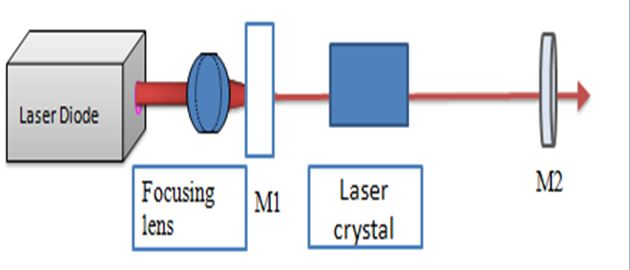 Laser Diode
Focusing
lens
M1
Laser
crystal
M2